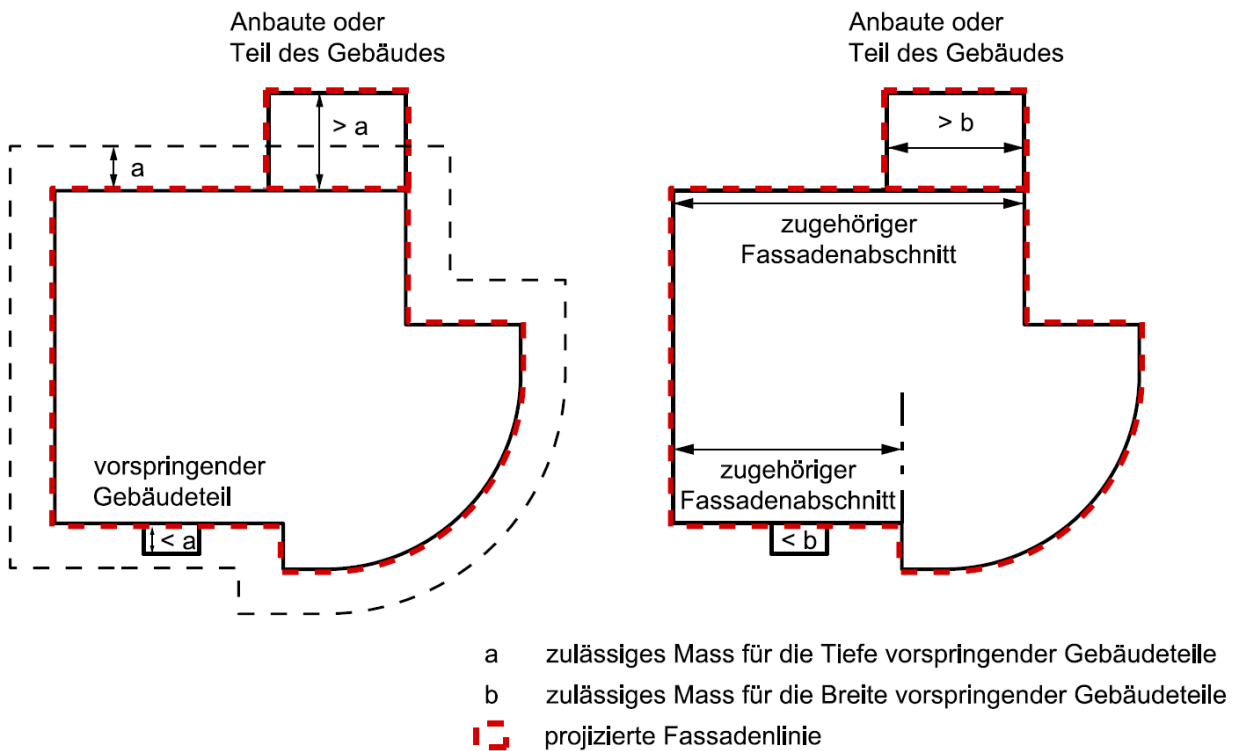 Anbaute oder
Teil des Gebäudes
> a
a
vorspringender
Gebäudeteil
< a
Anbaute oder
Teil des Gebäudes
> b
zugehöriger
Fassadenabschnitt
zugehöriger
Fassadenabschnitt
< b
a zulässiges Mass für die Tiefe vorspringender Gebäudeteile
b zulässiges Mass für die Breite vorspringender Gebäudeteile
projizierte Fassadenlinie